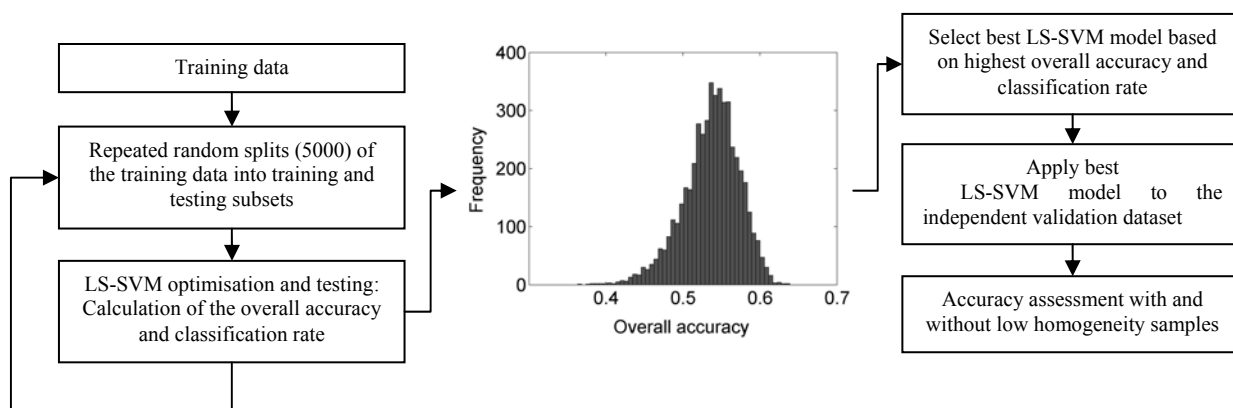 Training data
Repeated random splits (5000) of
the training data into training and
testing subsets
LS-SVM optimisation and testing:
Calculation of the overall accuracy
and classification rate
400
300
200
100
0
Frequency
0.4 0.5 0.6 0.7
Overall accuracy
Select best LS-SVM model based
on highest overall accuracy and
classification rate
Apply best
LS-SVM model to the
independent validation dataset
Accuracy assessment with and
without low homogeneity samples